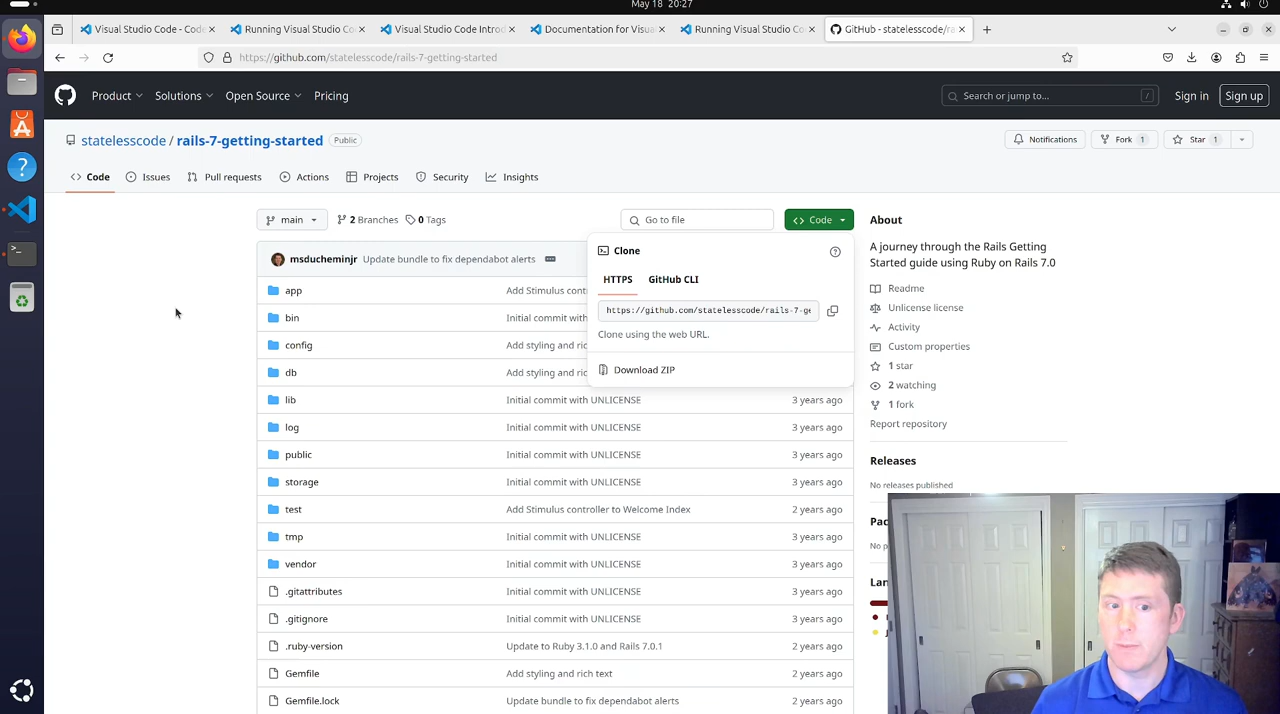 May 18 20:27
Visual Studio Code - Code
Running Visual Studio Co
Visual Studio Code Introd
Documentation for Visua
Running Visual Studio Co
GitHub - statelesscode/ra
https://github.com/statelesscode/rails-7-getting-started
Product
Solutions
Open Source
Pricing
Search or jump to...
/
Sign in
Sign up
statelesscode / rails-7-getting-started
Public
Notifications
Fork 1
Star 1
Code
Issues
Pull requests
Actions
Projects
Security
Insights
main
2 Branches
0 Tags
Go to file
Code
msducheminjr Update bundle to fix dependabot alerts
Clone
HTTPS
GitHub CLI
https://github.com/statelesscode/rails-7-ge
Clone using the web URL.
Download ZIP
app Add Stimulus contr
bin Initial commit with
config Add styling and ric
db Add styling and ric
lib Initial commit with UNLICENSE 3 years ago
log Initial commit with UNLICENSE 3 years ago
public Initial commit with UNLICENSE 3 years ago
storage Initial commit with UNLICENSE 3 years ago
test Add Stimulus controller to Welcome Index 2 years ago
tmp Initial commit with UNLICENSE 3 years ago
vendor Initial commit with UNLICENSE 3 years ago
.gitattributes Initial commit with UNLICENSE 3 years ago
.gitignore Initial commit with UNLICENSE 3 years ago
.ruby-version Update to Ruby 3.1.0 and Rails 7.0.1 2 years ago
Gemfile Add styling and rich text 2 years ago
Gemfile.lock Update bundle to fix dependabot alerts 2 years ago
About
A journey through the Rails Getting
Started guide using Ruby on Rails 7.0
Readme
Unlicense license
Activity
Custom properties
1 star
2 watching
1 fork
Report repository
Releases
No releases published
Pac
No p
Lan